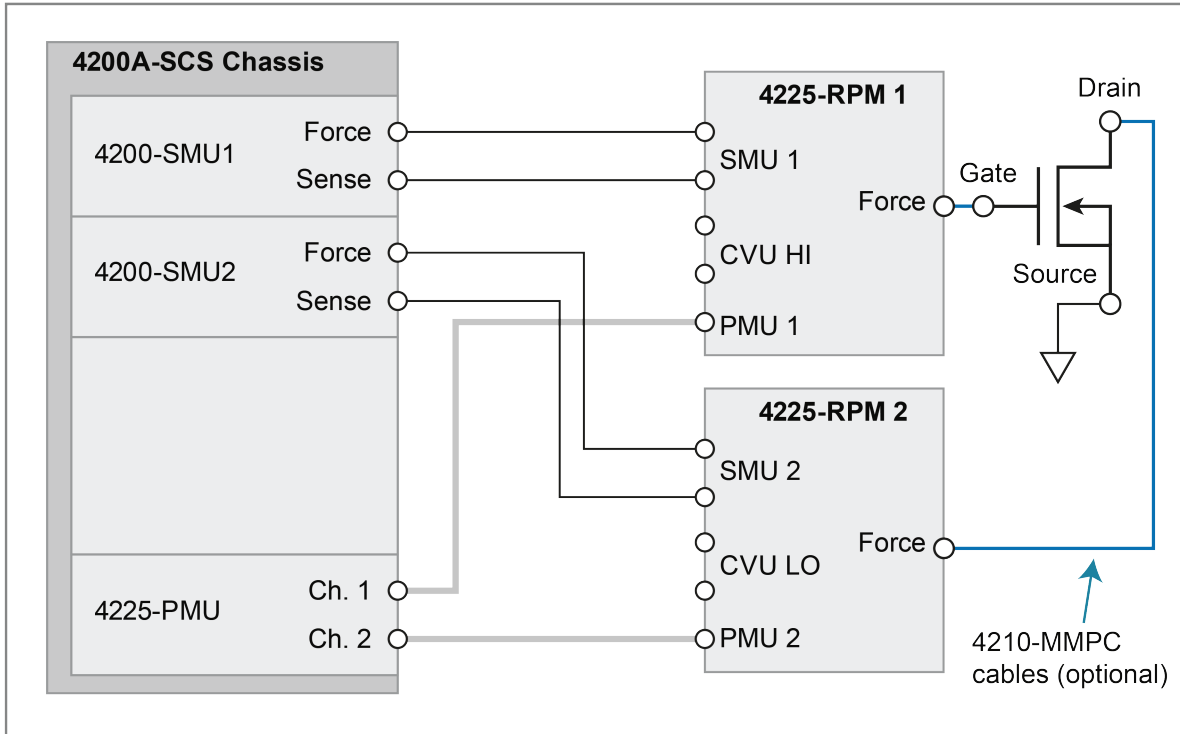 4200A-SCS Chassis
4200-SMU1
Force
Sense
4200-SMU2
Force
Sense
4225-PMU
Ch. 1
Ch. 2
4225-RPM 1
SMU 1
CVU HI
PMU 1
Force
4225-RPM 2
SMU 2
CVU LO
PMU 2
Force
Drain
Gate
Source
4210-MMPC
cables (optional)